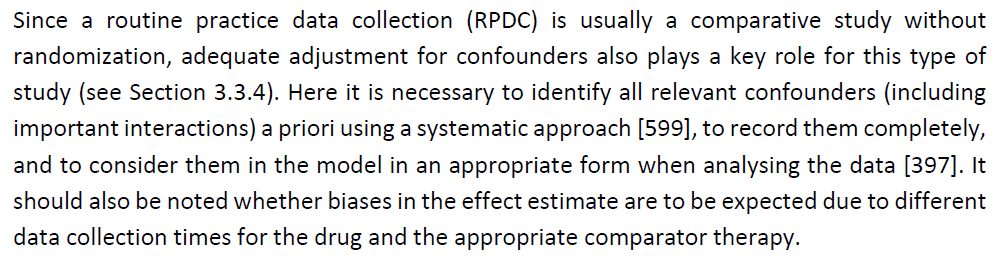 Since a routine practice data collection (RPDC) is usually a comparative study without
randomization, adequate adjustment for confounders also plays a key role for this type of
study (see Section 3.3.4). Here it is necessary to identify all relevant confounders (including
important interactions) a priori using a systematic approach [599], to record them completely,
and to consider them in the model in an appropriate form when analysing the data [397]. It
should also be noted whether biases in the effect estimate are to be expected due to different
data collection times for the drug and the appropriate comparator therapy.